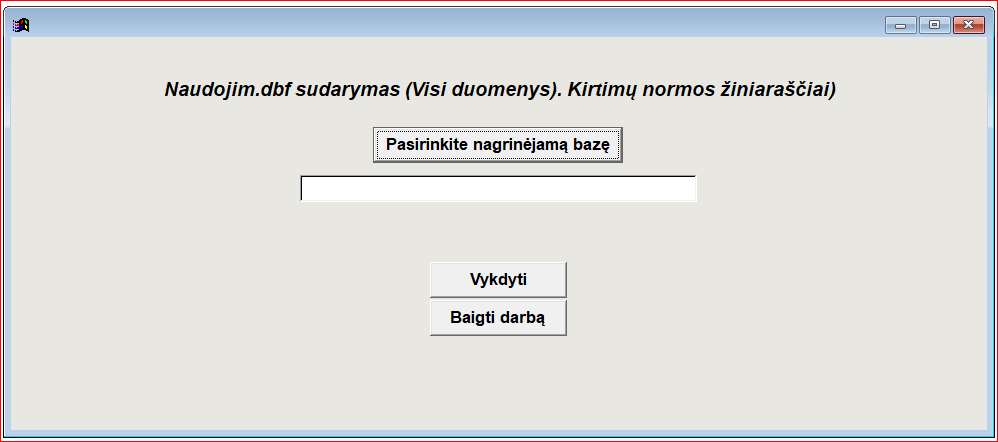 Naudojim.dbf sudarymas (Visi duomenys). Kirtimų normos žiniaraščiai)
Pasirinkite nagrinėjamą bazę
Vykdyti
Baigti darbą